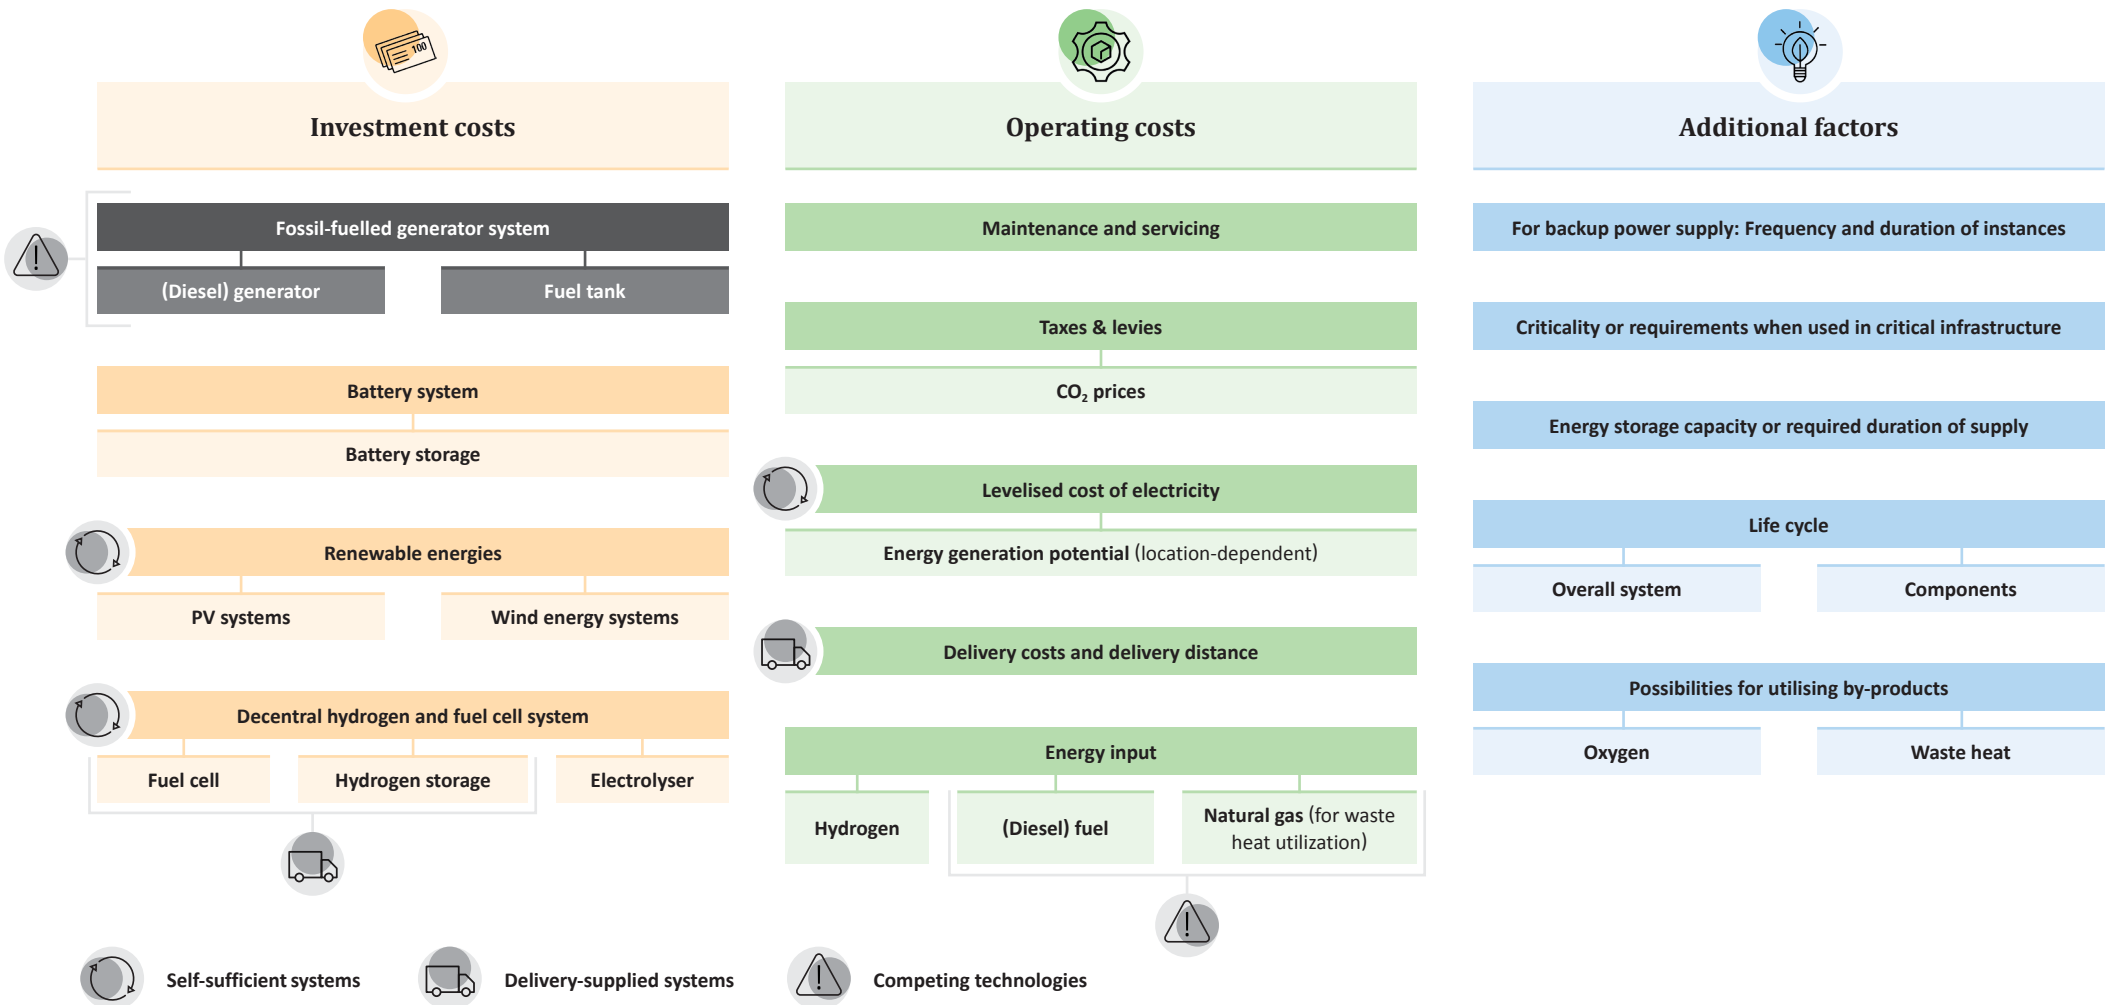 100
Investment costs
Fossil-fuelled generator system
(Diesel) generator
Fuel tank
Battery system
Battery storage
Renewable energies
PV systems
Wind energy systems
Decentral hydrogen and fuel cell system
Fuel cell
Hydrogen storage
Electrolyser
Operating costs
Maintenance and servicing
Taxes & levies
CO₂ prices
Levelised cost of electricity
Energy generation potential (location-dependent)
Delivery costs and delivery distance
Energy input
Hydrogen
(Diesel) fuel
Natural gas (for waste
heat utilization)
Additional factors
For backup power supply: Frequency and duration of instances
Criticality or requirements when used in critical infrastructure
Energy storage capacity or required duration of supply
Life cycle
Overall system
Components
Possibilities for utilising by-products
Oxygen
Waste heat
Self-sufficient systems
Delivery-supplied systems
Competing technologies